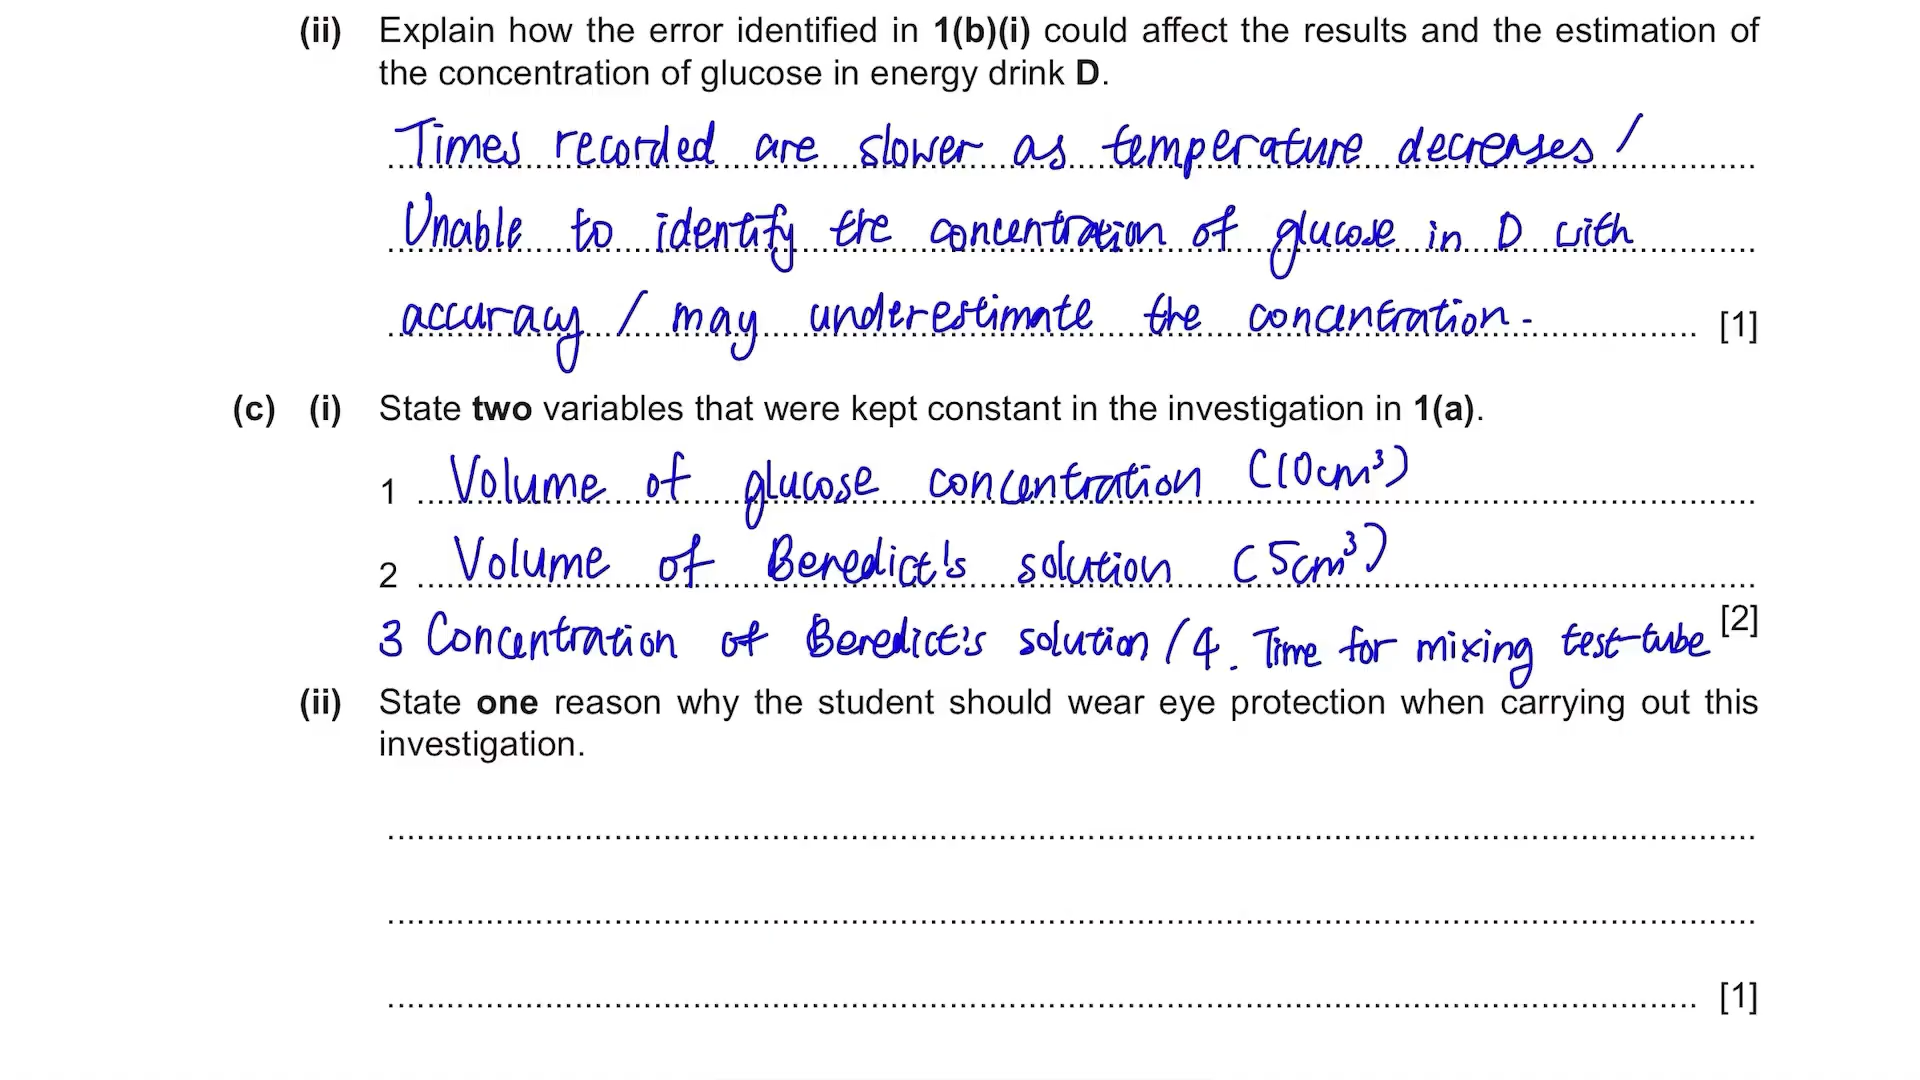 (ii) Explain how the error identified in 1(b)(i) could affect the results and the estimation of
the concentration of glucose in energy drink D.
Times recorded are slower as temperature decreases /
Unable to identify the concentration of glucose in D with
accuracy / may underestimate the concentration. [1]
(c) (i) State two variables that were kept constant in the investigation in 1(a).
1 Volume of glucose concentration (10cm³)
2 Volume of Benedict's solution (5cm³)
[2]
3 Concentration of Benedict's solution / 4. Time for mixing test-tube
(ii) State one reason why the student should wear eye protection when carrying out this
investigation.
[1]